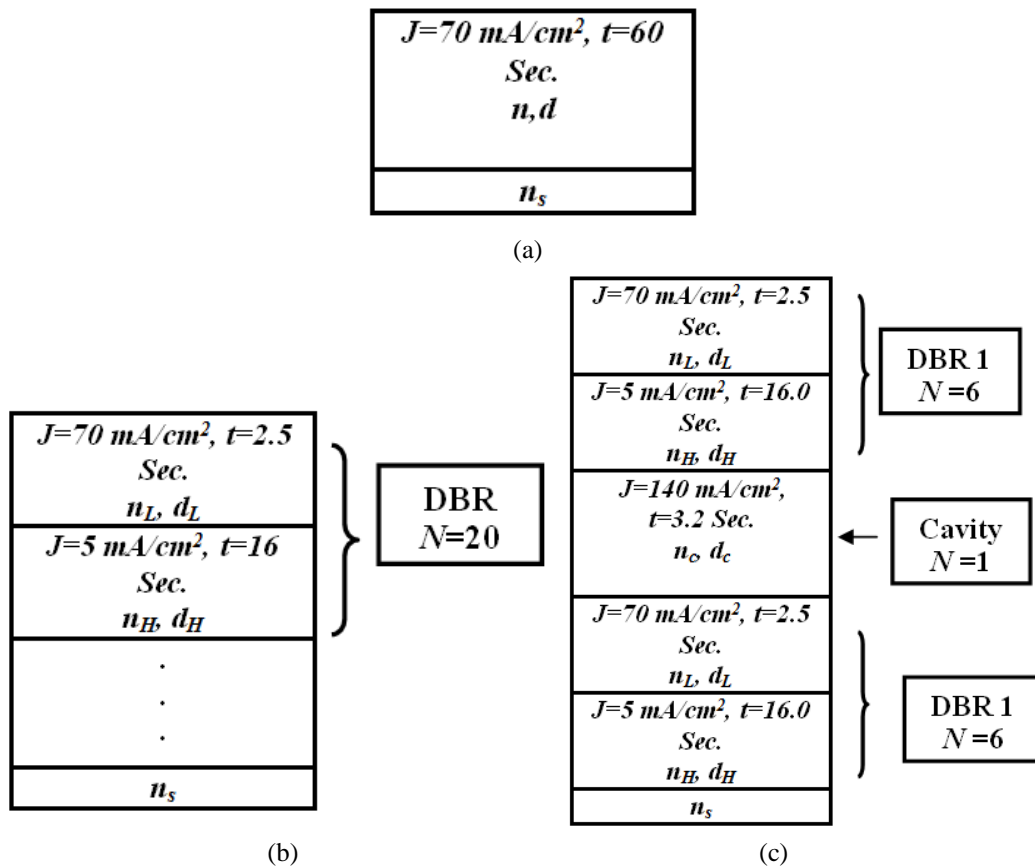 J=70 mA/cm², t=60
Sec.
n,d
nₛ
(a)
J=70 mA/cm², t=2.5
Sec.
n_L, d_L
J=5 mA/cm², t=16
Sec.
n_H, d_H
.
.
.
nₛ
DBR
N=20
(b)
J=70 mA/cm², t=2.5
Sec.
n_L, d_L
J=5 mA/cm², t=16.0
Sec.
n_H, d_H
J=140 mA/cm²,
t=3.2 Sec.
n_c, d_c
J=70 mA/cm², t=2.5
Sec.
n_L, d_L
J=5 mA/cm², t=16.0
Sec.
n_H, d_H
nₛ
DBR 1
N=6
Cavity
N=1
DBR 1
N=6
(c)